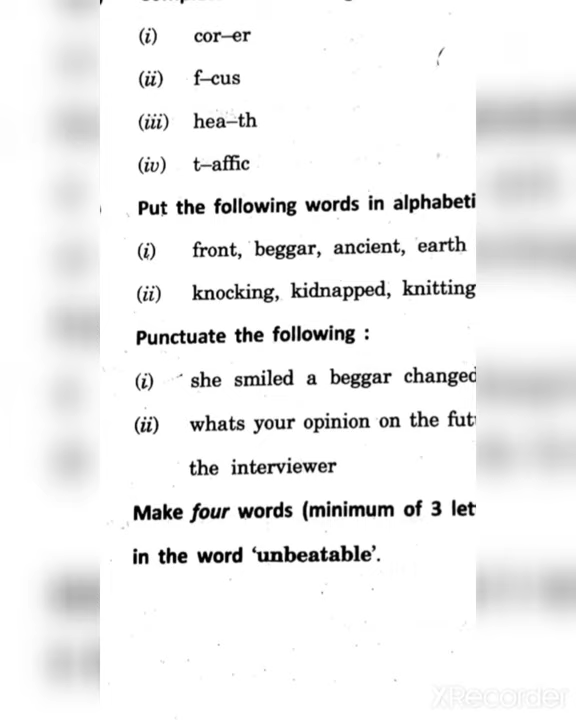 (i) cor–er
(ii) f–cus
(iii) hea–th
(iv) t–affic
Put the following words in alphabeti
(i) front, beggar, ancient, earth
(ii) knocking, kidnapped, knitting
Punctuate the following :
(i) she smiled a beggar changed
(ii) whats your opinion on the fut
the interviewer
Make four words (minimum of 3 let
in the word ‘unbeatable’.
XRecorder